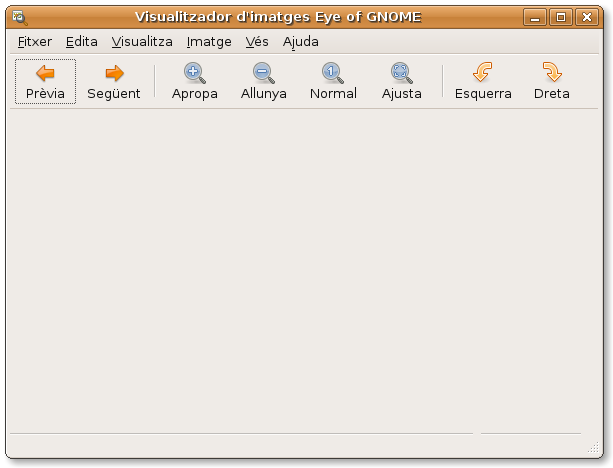 Visualitzador d'imatges Eye of GNOME
Fitxer Edita Visualitza Imatge Vés Ajuda
Prèvia Següent Apropa Allunya Normal Ajusta Esquerra Dreta